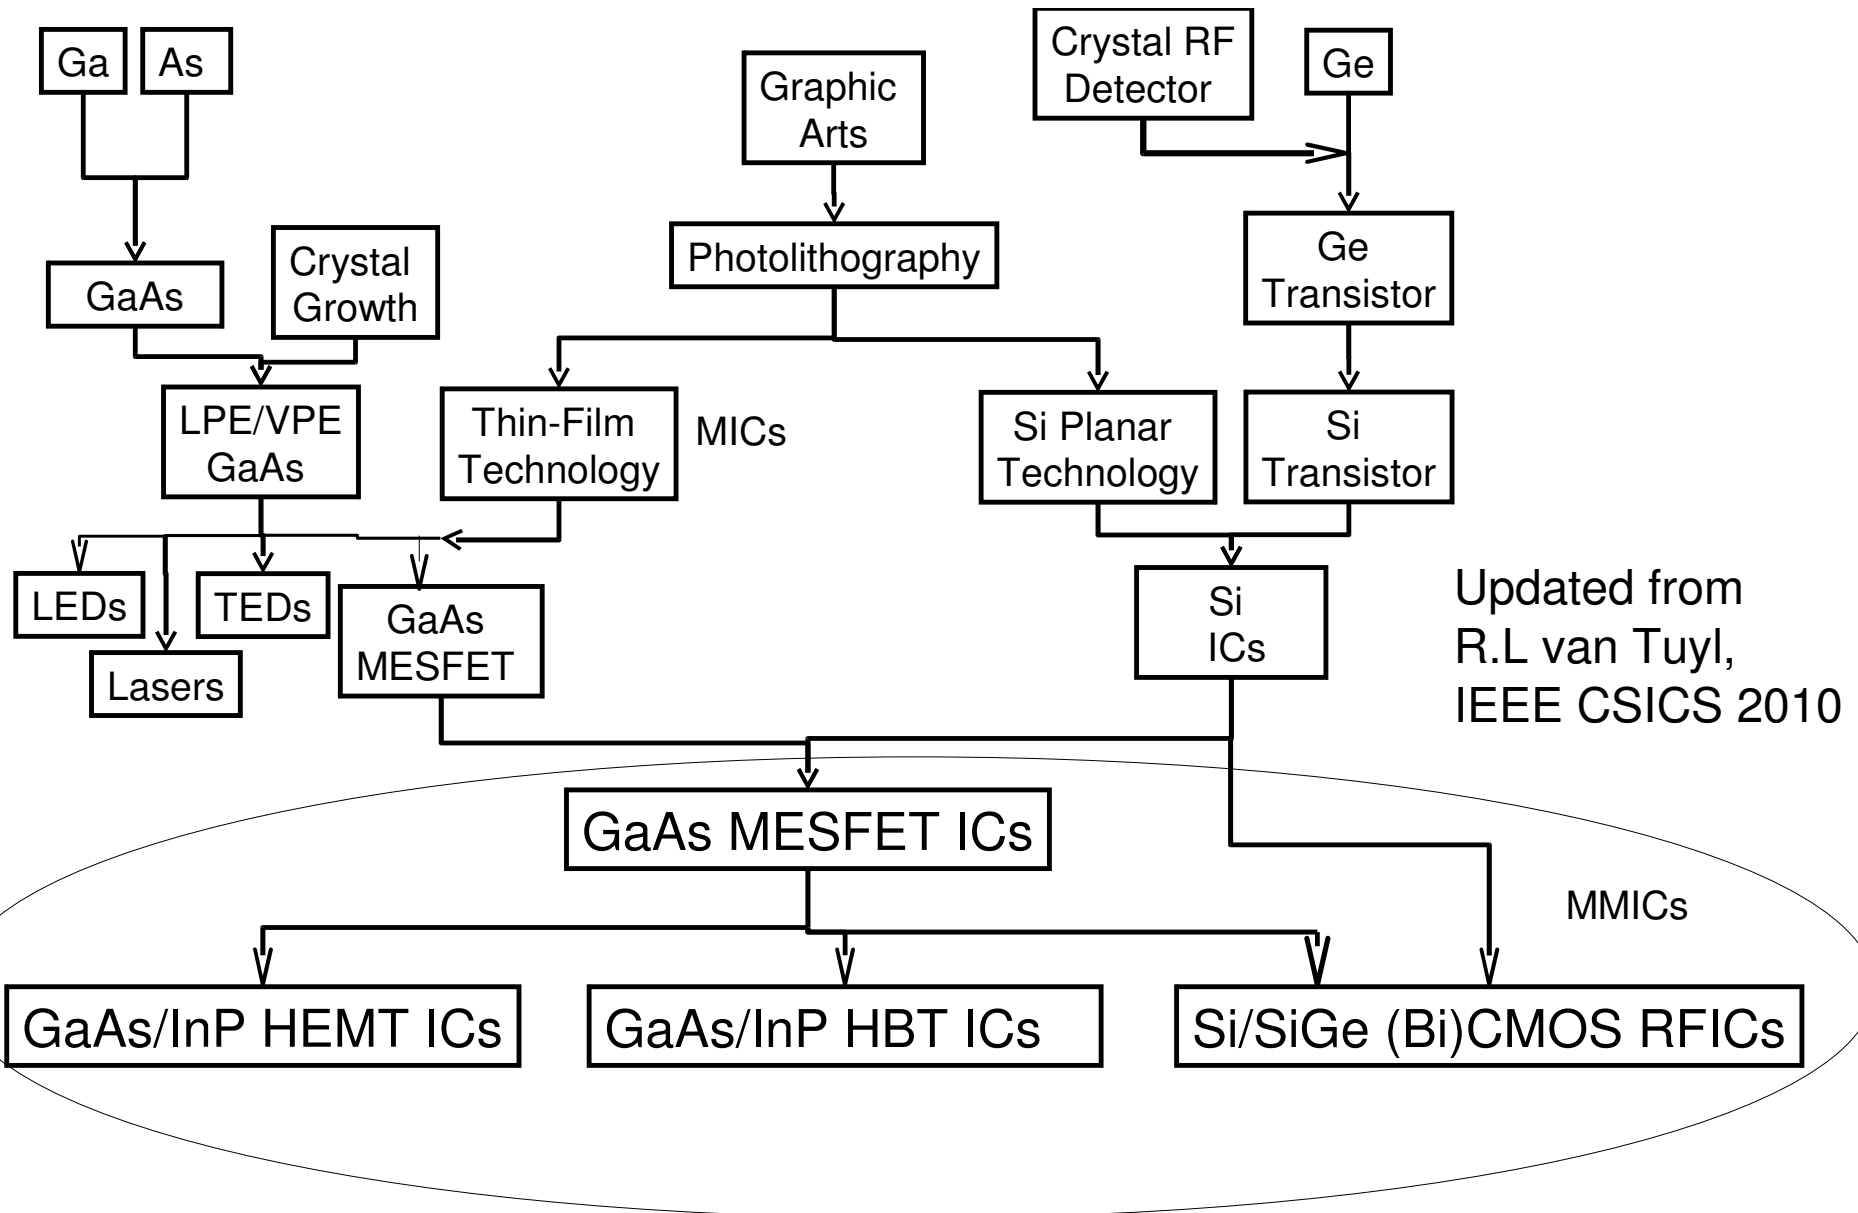 Ga
As
Graphic
Arts
Crystal RF
Detector
Ge
Photolithography
Ge
Transistor
GaAs
Crystal
Growth
LPE/VPE
GaAs
Thin-Film
Technology
MICs
Si Planar
Technology
Si
Transistor
LEDs
TEDs
Lasers
GaAs
MESFET
Si
ICs
Updated from
R.L van Tuyl,
IEEE CSICS 2010
GaAs MESFET ICs
MMICs
GaAs/InP HEMT ICs
GaAs/InP HBT ICs
Si/SiGe (Bi)CMOS RFICs